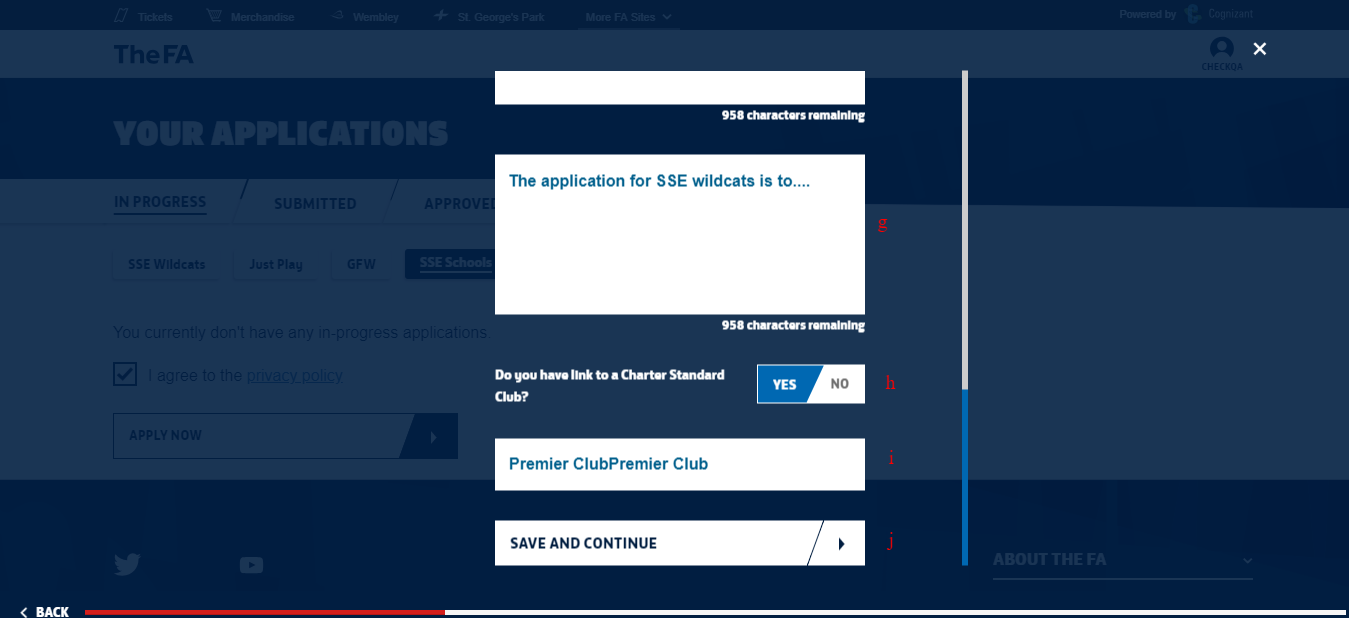 Tickets Merchandise Wembley St. George's Park More FA Sites Powered by Cognizant
TheFA CHECKQA
958 characters remaining
YOUR APPLICATIONS
The application for SSE wildcats is to....
IN PROGRESS SUBMITTED APPROVED
g
SSE Wildcats Just Play GFW SSE Schools
958 characters remaining
You currently don't have any in-progress applications.
I agree to the privacy policy
Do you have link to a Charter Standard
Club?
YES NO
h
APPLY NOW
Premier ClubPremier Club
i
SAVE AND CONTINUE
j
ABOUT THE FA
BACK